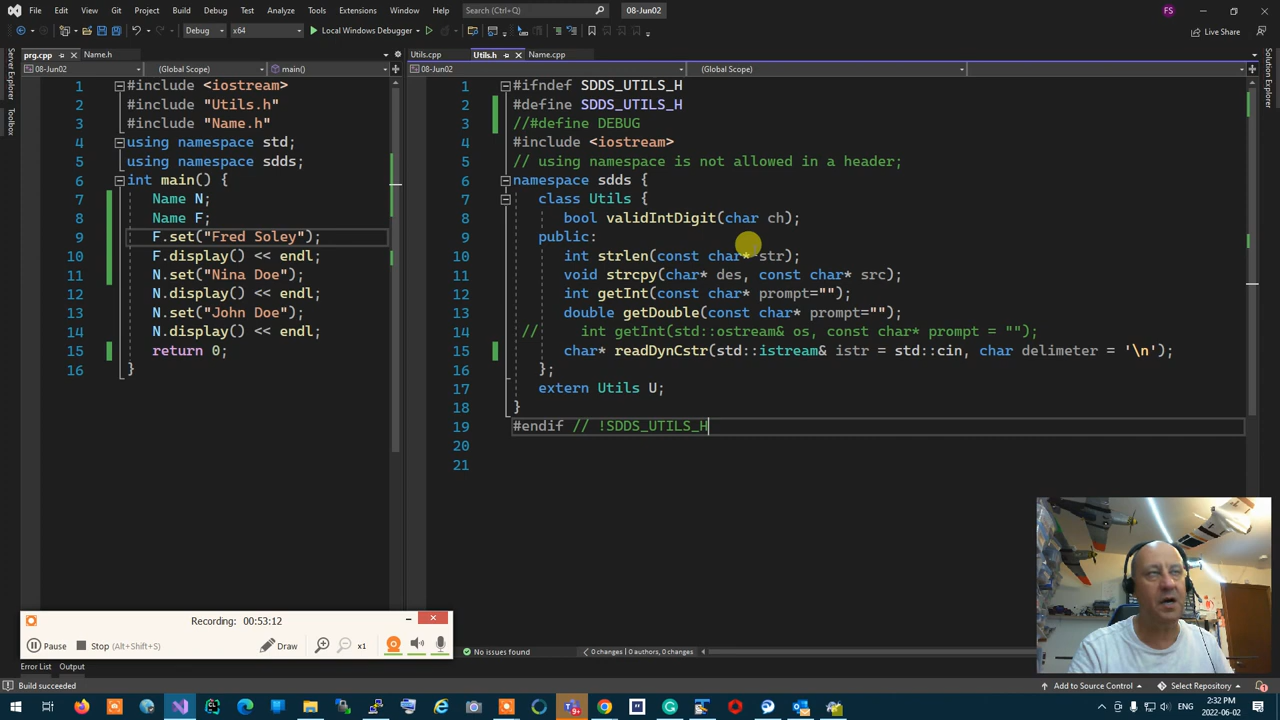 File Edit View Git Project Build Debug Test Analyze Tools Extensions Window Help Search (Ctrl+Q) 08-Jun02 FS
Debug x64 Local Windows Debugger Live Share
prg.cpp Name.h Utils.cpp Utils.h Name.cpp
08-Jun02 (Global Scope) main() 08-Jun02 (Global Scope)
Server Explorer
Toolbox
1 #include <iostream>
2 #include "Utils.h"
3 #include "Name.h"
4 using namespace std;
5 using namespace sdds;
6 int main() {
7 Name N;
8 Name F;
9 F.set("Fred Soley");
10 F.display() << endl;
11 N.set("Nina Doe");
12 N.display() << endl;
13 N.set("John Doe");
14 N.display() << endl;
15 return 0;
16 }
1 #ifndef SDDS_UTILS_H
2 #define SDDS_UTILS_H
3 //#define DEBUG
4 #include <iostream>
5 // using namespace is not allowed in a header;
6 namespace sdds {
7 class Utils {
8 bool validIntDigit(char ch);
9 public:
10 int strlen(const char* str);
11 void strcpy(char* des, const char* src);
12 int getInt(const char* prompt="");
13 double getDouble(const char* prompt="");
14 // int getInt(std::ostream& os, const char* prompt = "");
15 char* readDynCstr(std::istream& istr = std::cin, char delimeter = '\n');
16 };
17 extern Utils U;
18 }
19 #endif // !SDDS_UTILS_H
20
21
Recording: 00:53:12
Pause Stop (Alt+Shift+S) Draw x1
No issues found 0 changes | 0 authors, 0 changes
Error List Output
Build succeeded Add to Source Control Select Repository
2:32 PM
2022-06-02